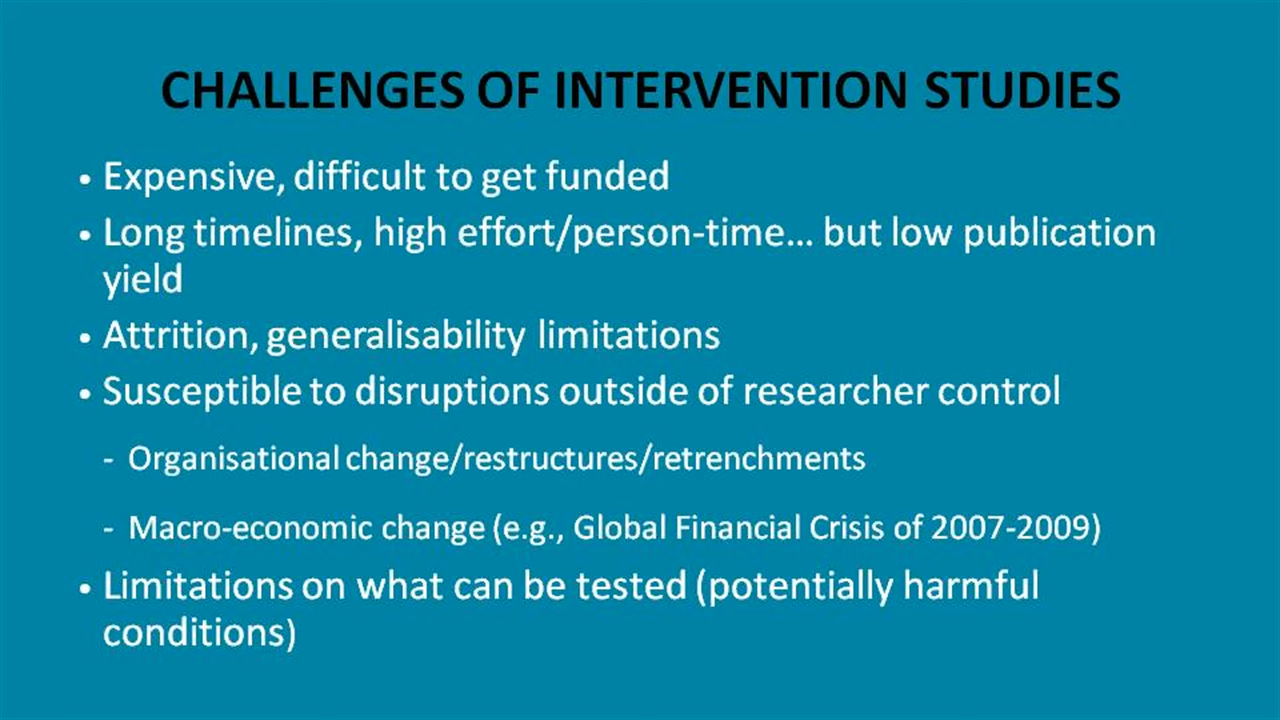 CHALLENGES OF INTERVENTION STUDIES
• Expensive, difficult to get funded
• Long timelines, high effort/person-time... but low publication
yield
• Attrition, generalisability limitations
• Susceptible to disruptions outside of researcher control
- Organisational change/restructures/retrenchments
- Macro-economic change (e.g., Global Financial Crisis of 2007-2009)
• Limitations on what can be tested (potentially harmful
conditions)